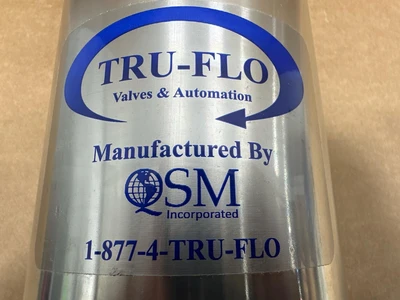 TRU-FLO
Valves & Automation
Manufactured By
QSM
Incorporated
1-877-4-TRU-FLO